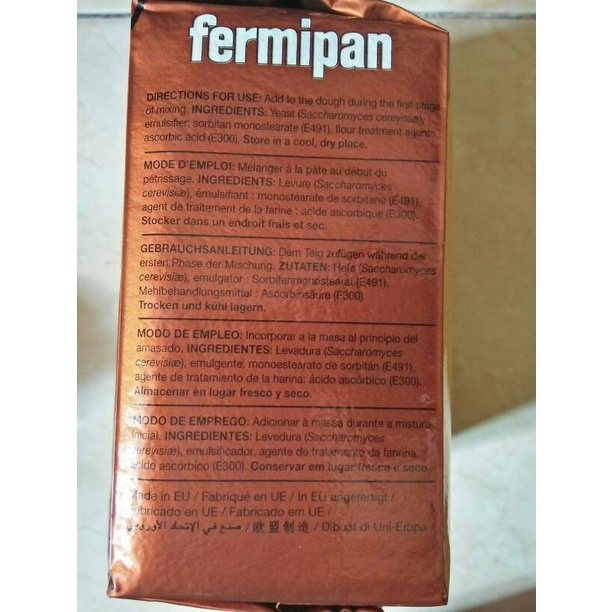 fermipan
DIRECTIONS FOR USE: Add to the dough during the first stage
of mixing. INGREDIENTS: Yeast (Saccharomyces cerevisiæ),
emulsifier: sorbitan monostearate (E491), flour treatment agent:
ascorbic acid (E300). Store in a cool, dry place.
MODE D'EMPLOI: Mélanger à la pâte au début du
pétrissage. INGREDIENTS: Levure (Saccharomyces
cerevisiæ), émulsifiant : monostéarate de sorbitane (E491),
agent de traitement de la farine : acide ascorbique (E300).
Stocker dans un endroit frais et sec.
GEBRAUCHSANLEITUNG: Dem Teig zufügen während der
ersten Phase der Mischung. ZUTATEN: Hefe (Saccharomyces
cerevisiæ), emulgator : Sorbitanmonostearat (E491),
Mehlbehandlungsmittel : Ascorbinsäure (E300)
Trocken und kühl lagern.
MODO DE EMPLEO: Incorporar a la masa al principio del
amasado. INGREDIENTES: Levadura (Saccharomyces
cerevisiæ), emulgente: monoestearato de sorbitán (E491),
agente de tratamiento de la harina: ácido ascórbico (E300).
Almacenar en lugar fresco y seco.
MODO DE EMPREGO: Adicionar à massa durante a mistura
inicial. INGREDIENTES: Levedura (Saccharomyces
cerevisiæ), emulsificador, agente de tratamento da farinha:
ácido ascórbico (E300). Conservar em lugar fresco e seco.
Made in EU / Fabriqué en UE / In EU angefertigt /
Fabricado en UE / Fabricado em UE /
صنع في الإتحاد الأوروبي / 欧盟制造 / Dibuat di Uni-Eropa /